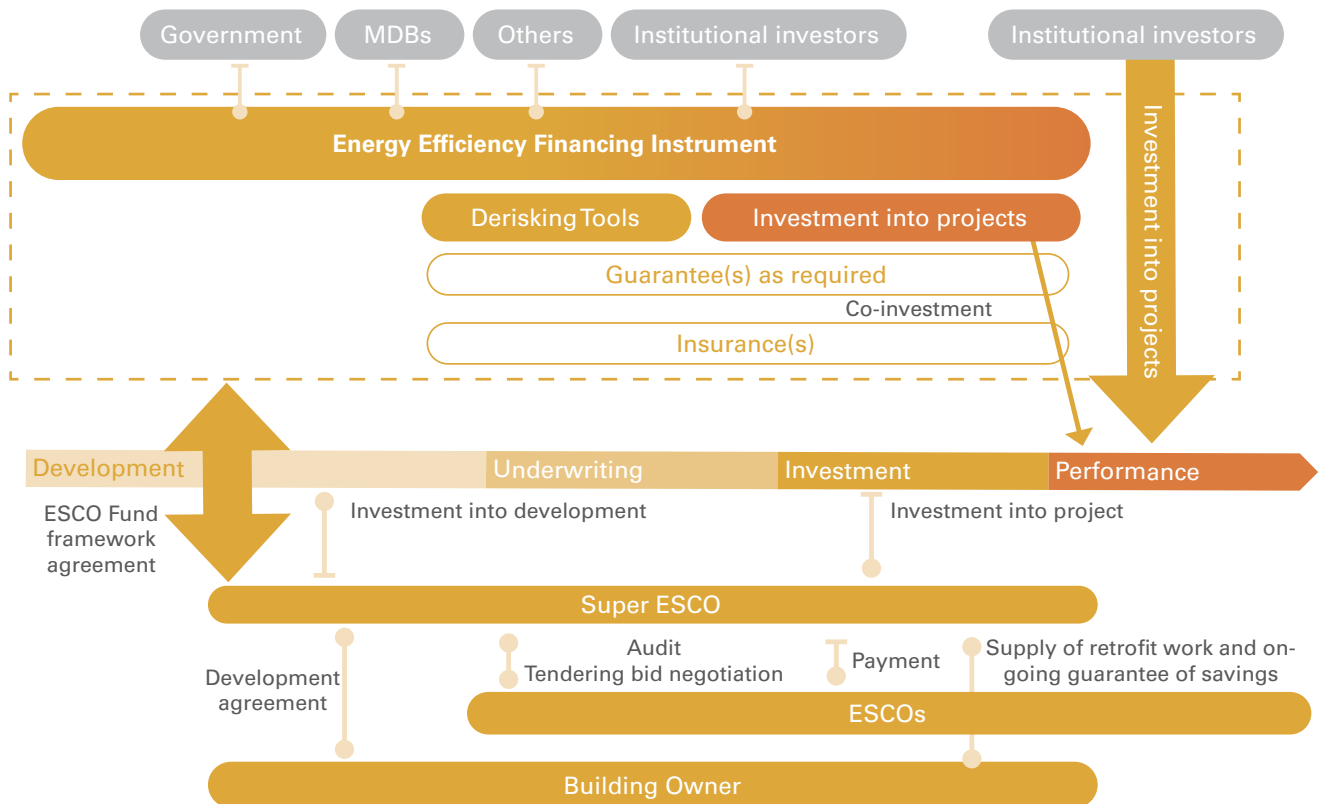 Government
MDBs
Others
Institutional investors
Institutional investors
Energy Efficiency Financing Instrument
Investment into projects
Derisking Tools
Investment into projects
Guarantee(s) as required
Co-investment
Insurance(s)
Development
Underwriting
Investment
Performance
ESCO Fund
framework
agreement
Investment into development
Investment into project
Super ESCO
Development
agreement
Audit
Tendering bid negotiation
Payment
Supply of retrofit work and on-
going guarantee of savings
ESCOs
Building Owner